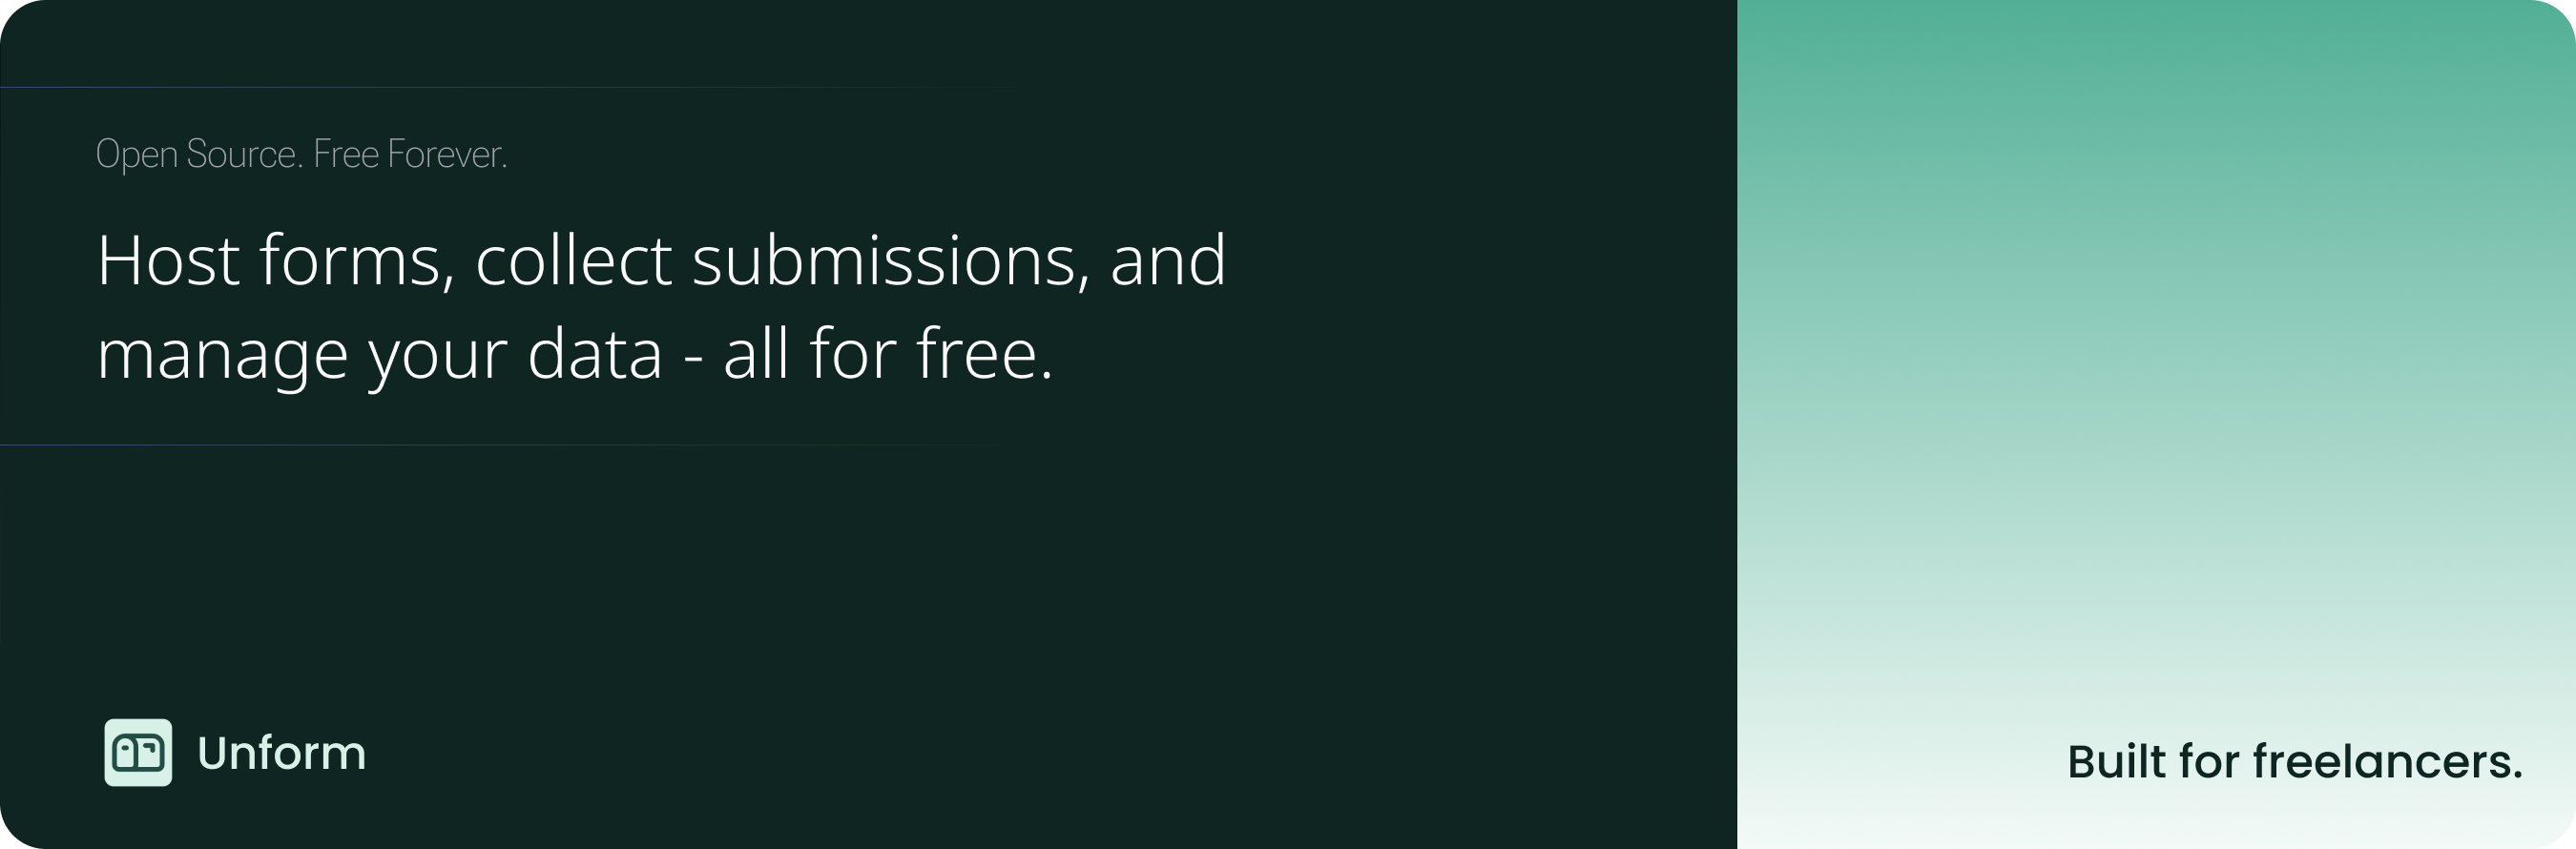 Open Source. Free Forever.
Host forms, collect submissions, and
manage your data - all for free.
Unform
Built for freelancers.